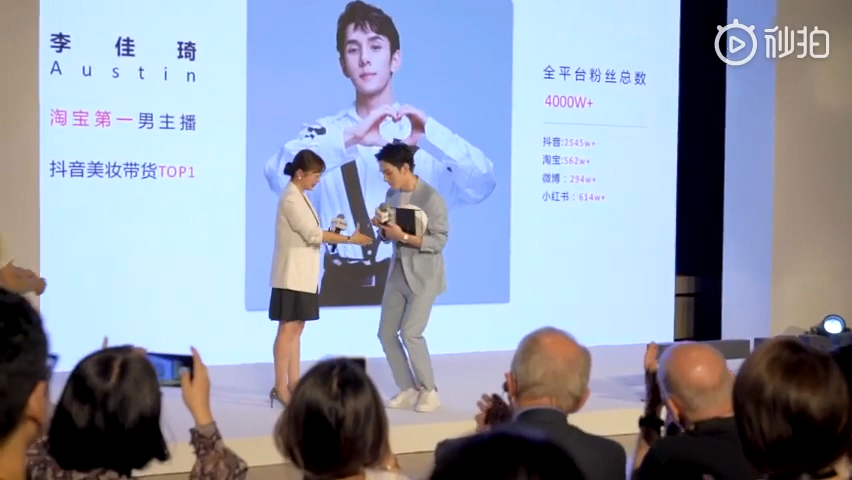 秒拍
李佳琦
Austin
淘宝第一男主播
抖音美妆带货TOP1
全平台粉丝总数
4000W+
抖音:2545w+
淘宝:562w+
微博:294w+
小红书:614w+